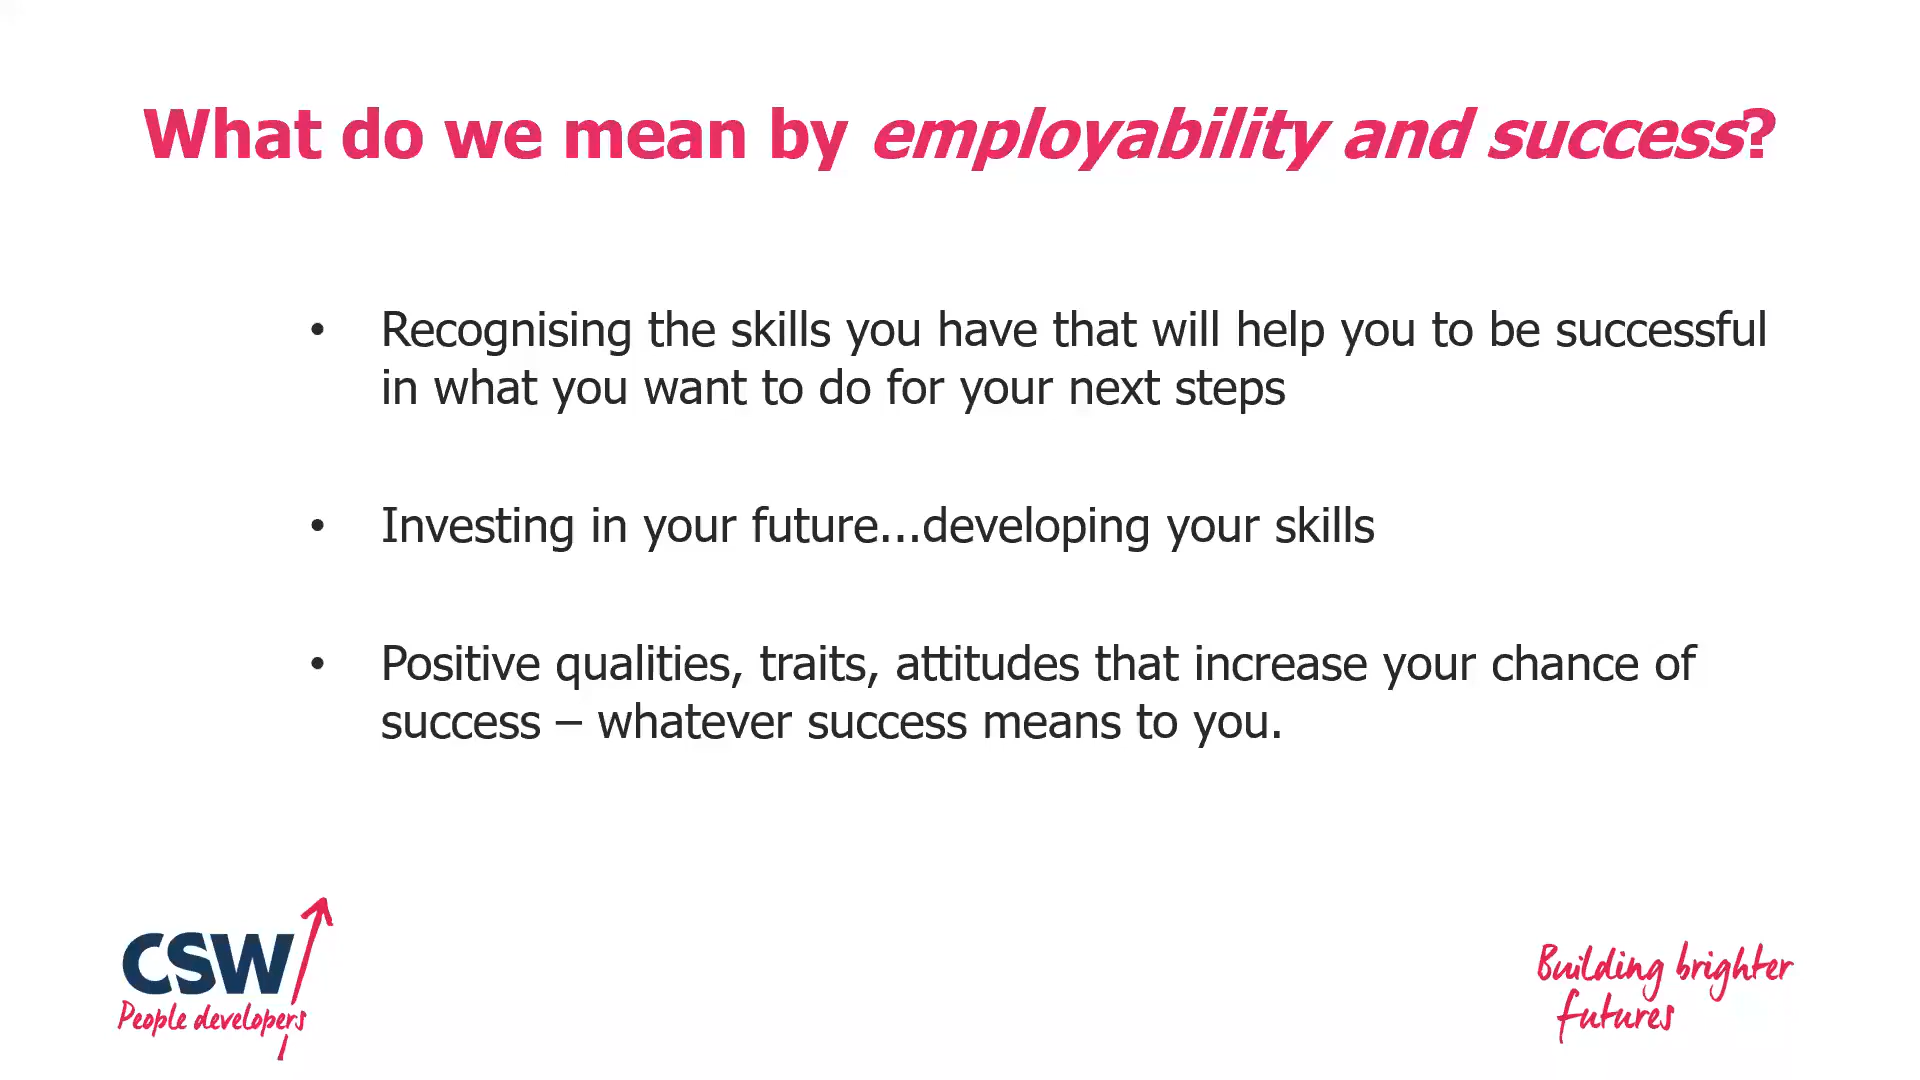 What do we mean by employability and success?
• Recognising the skills you have that will help you to be successful
in what you want to do for your next steps
• Investing in your future...developing your skills
• Positive qualities, traits, attitudes that increase your chance of
success – whatever success means to you.
CSW
People developers
Building brighter
futures